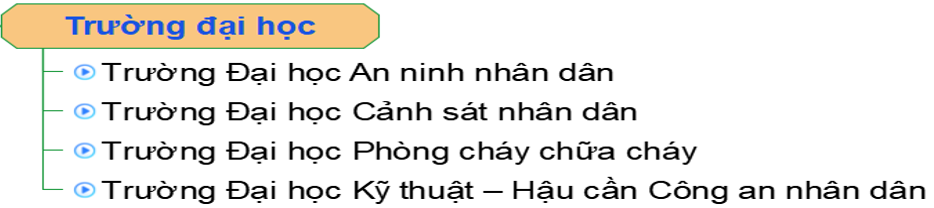 Trường đại học
Trường Đại học An ninh nhân dân
Trường Đại học Cảnh sát nhân dân
Trường Đại học Phòng cháy chữa cháy
Trường Đại học Kỹ thuật – Hậu cần Công an nhân dân